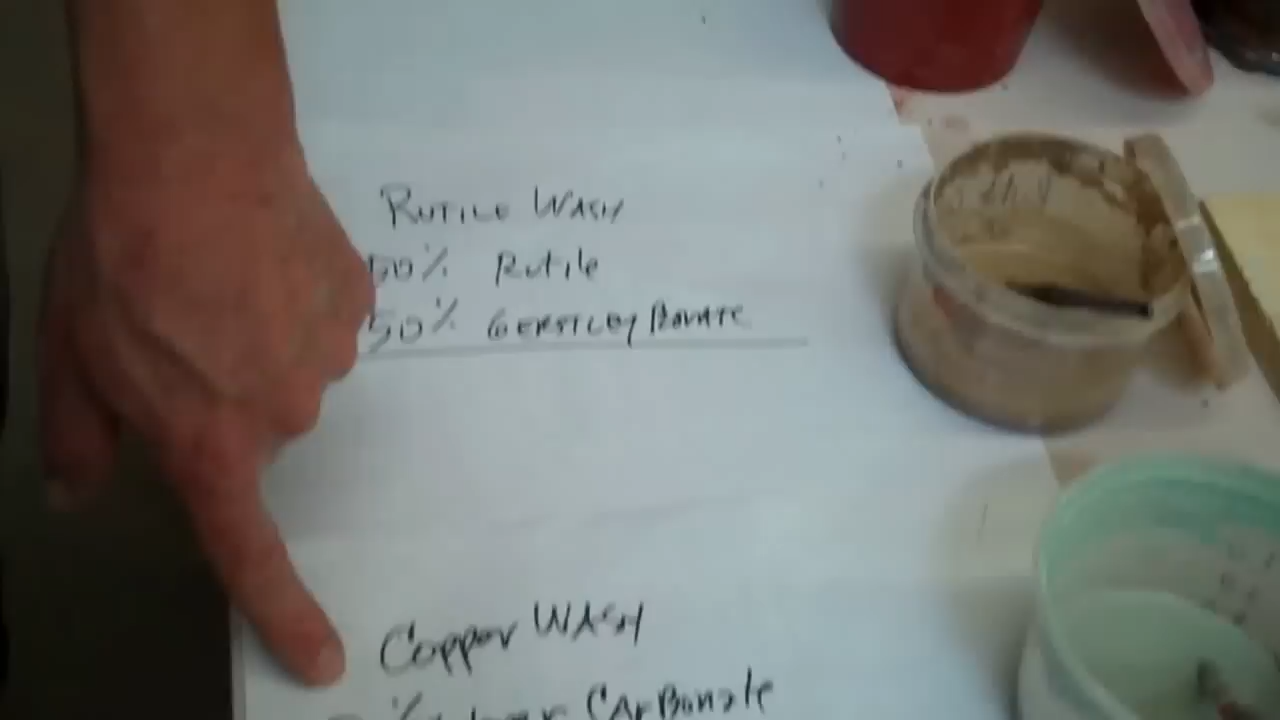 RUTILE WASH
50% Rutile
50% GERSTLEY BORATE
Copper WASH
% Carbonate